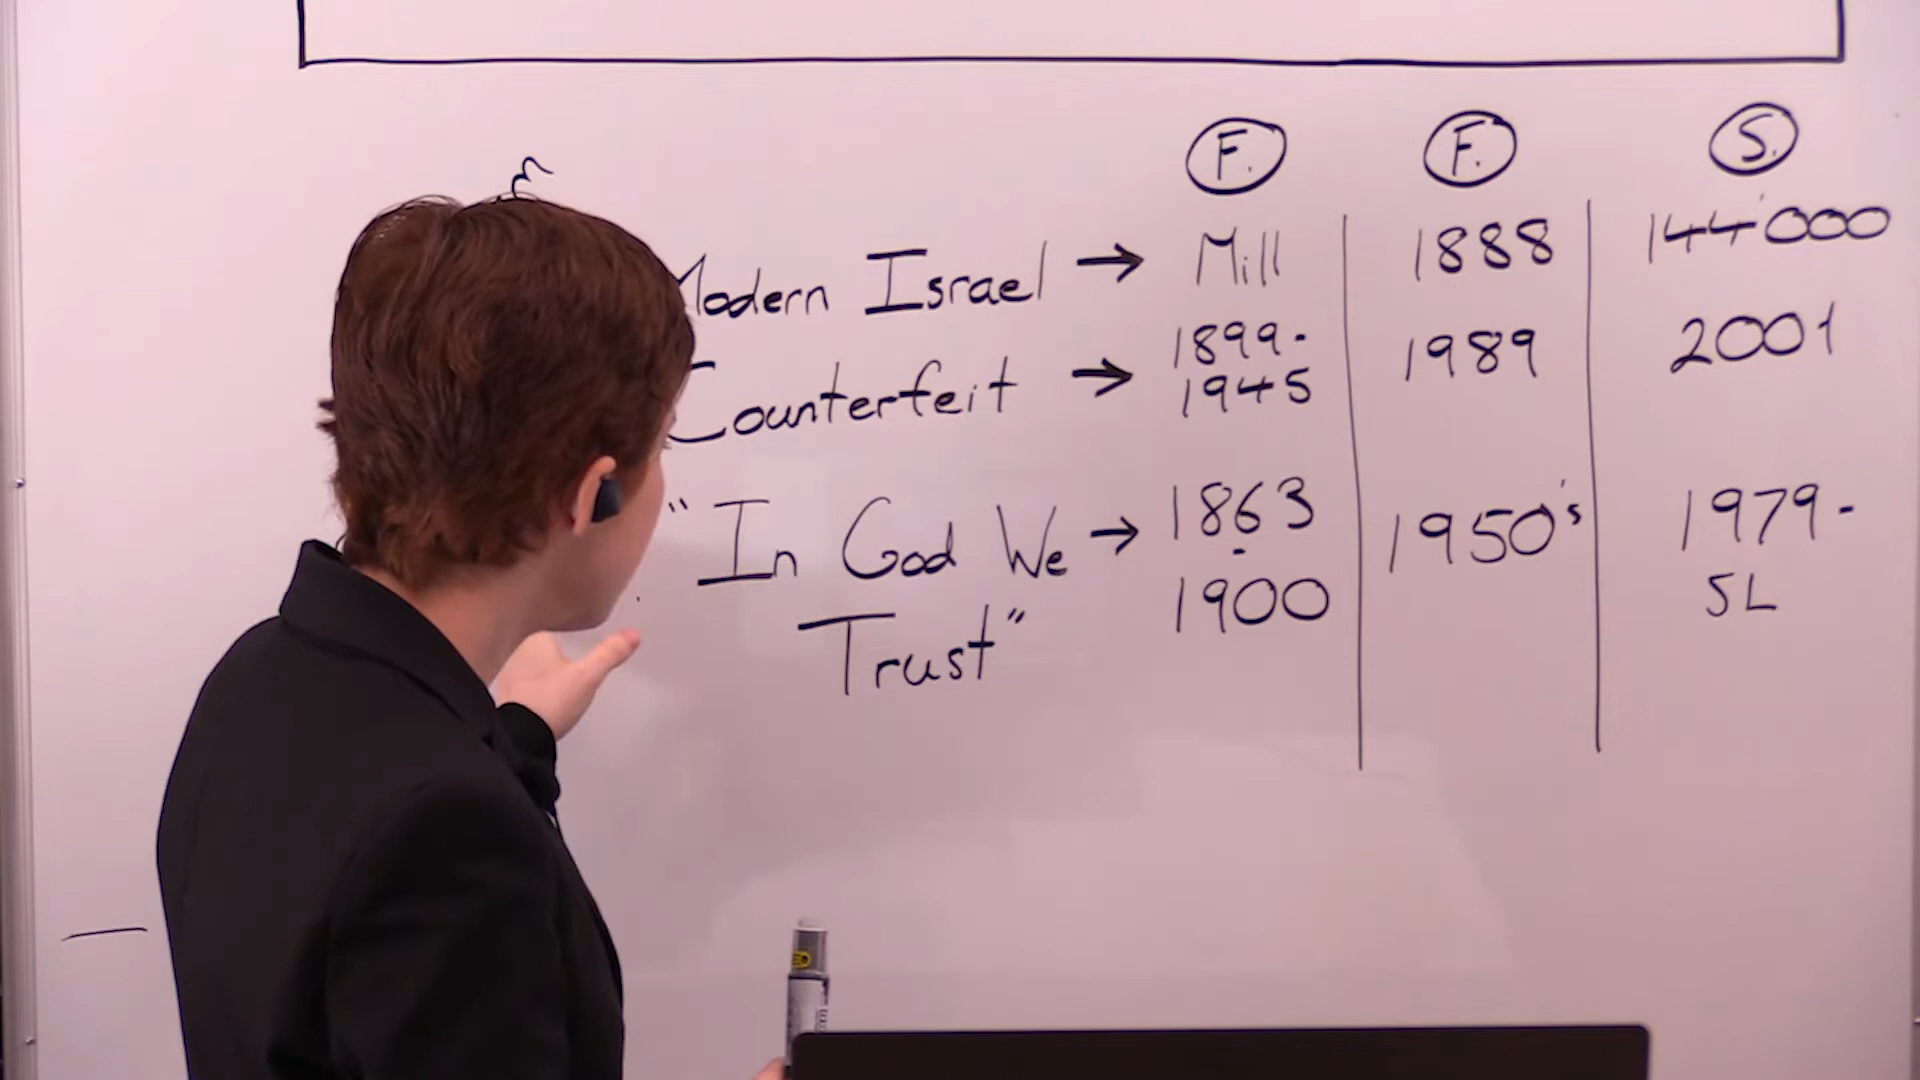 F. F. S.
Modern Israel → Mill 1888 144'000
Counterfeit → 1899- 1945 1989 2001
"In God We Trust" → 1863 - 1900 1950's 1979- SL